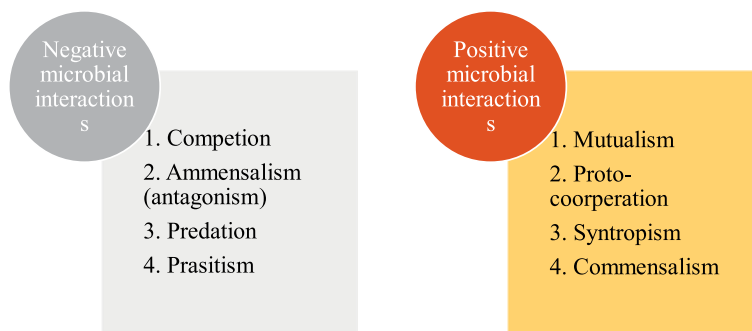 Negative
microbial
interaction
s
1. Competion
2. Ammensalism
(antagonism)
3. Predation
4. Prasitism
Positive
microbial
interaction
s
1. Mutualism
2. Proto-
coorperation
3. Syntropism
4. Commensalism